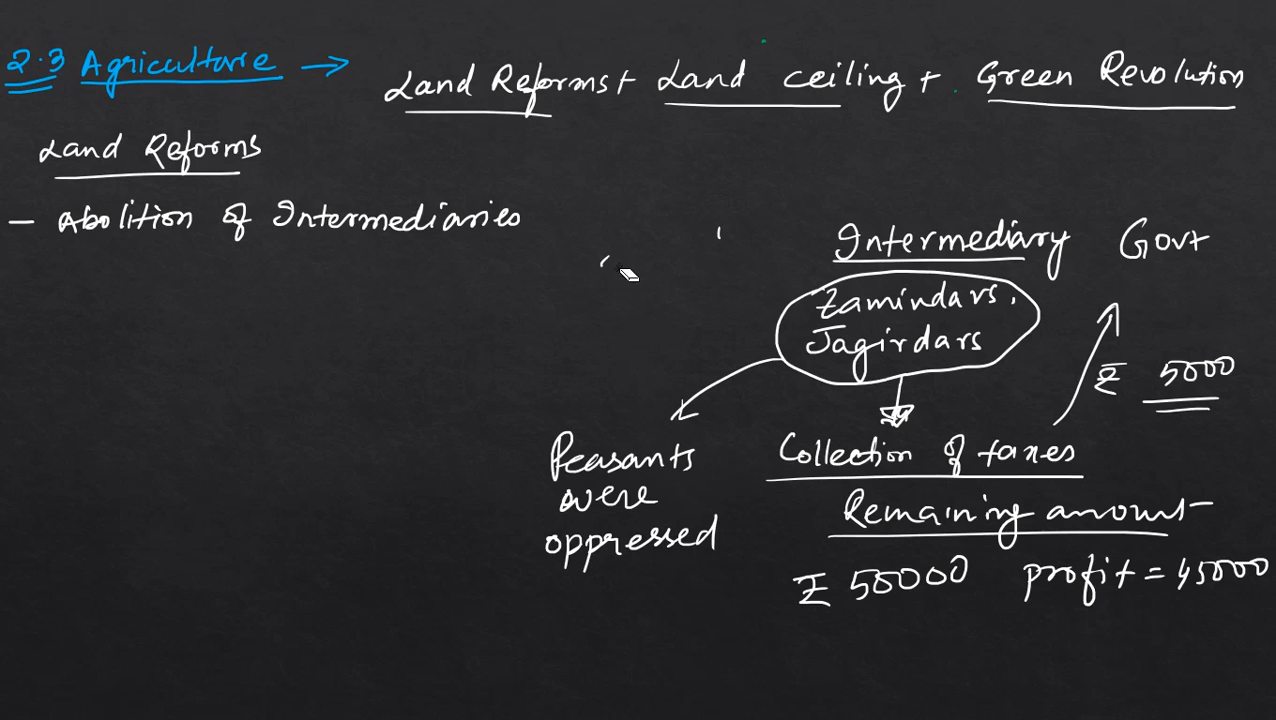 2.3 Agriculture → Land Reforms + Land ceiling + Green Revolution
Land Reforms
- Abolition of Intermediaries
Intermediary Govt
Zamindars,
Jagirdars
₹ 5000
Peasants
were
oppressed
Collection of taxes
Remaining amount-
₹ 50000 profit = 45000